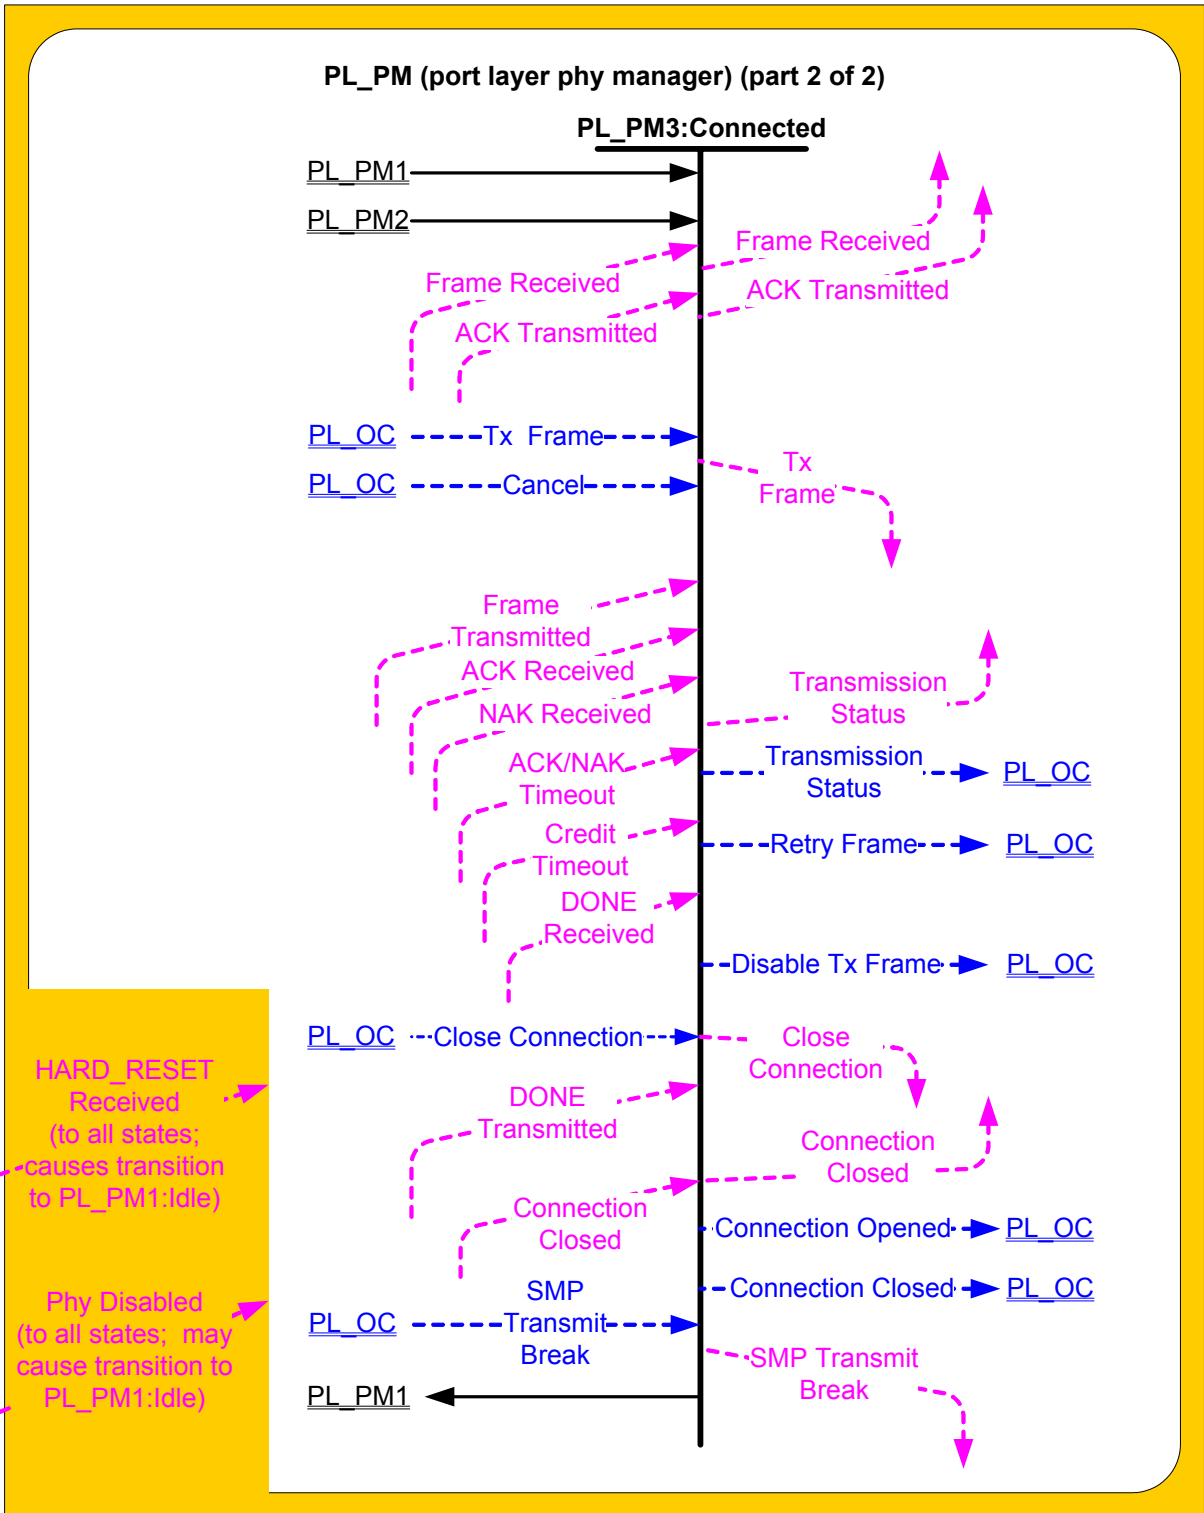 PL_PM (port layer phy manager) (part 2 of 2)
PL_PM3:Connected
PL_PM1
PL_PM2
Frame Received
Frame Received
ACK Transmitted
ACK Transmitted
PL_OC
Tx Frame
Tx
Frame
PL_OC
Cancel
Frame
Transmitted
ACK Received
NAK Received
Transmission
Status
ACK/NAK
Timeout
Transmission
Status
PL_OC
Credit
Timeout
Retry Frame
PL_OC
DONE
Received
Disable Tx Frame
PL_OC
PL_OC
Close Connection
Close
Connection
HARD_RESET
Received
(to all states;
causes transition
to PL_PM1:Idle)
DONE
Transmitted
Connection
Closed
Connection
Closed
Connection Opened
PL_OC
Connection Closed
PL_OC
Phy Disabled
(to all states; may
cause transition to
PL_PM1:Idle)
PL_OC
SMP
Transmit
Break
SMP Transmit
Break
PL_PM1